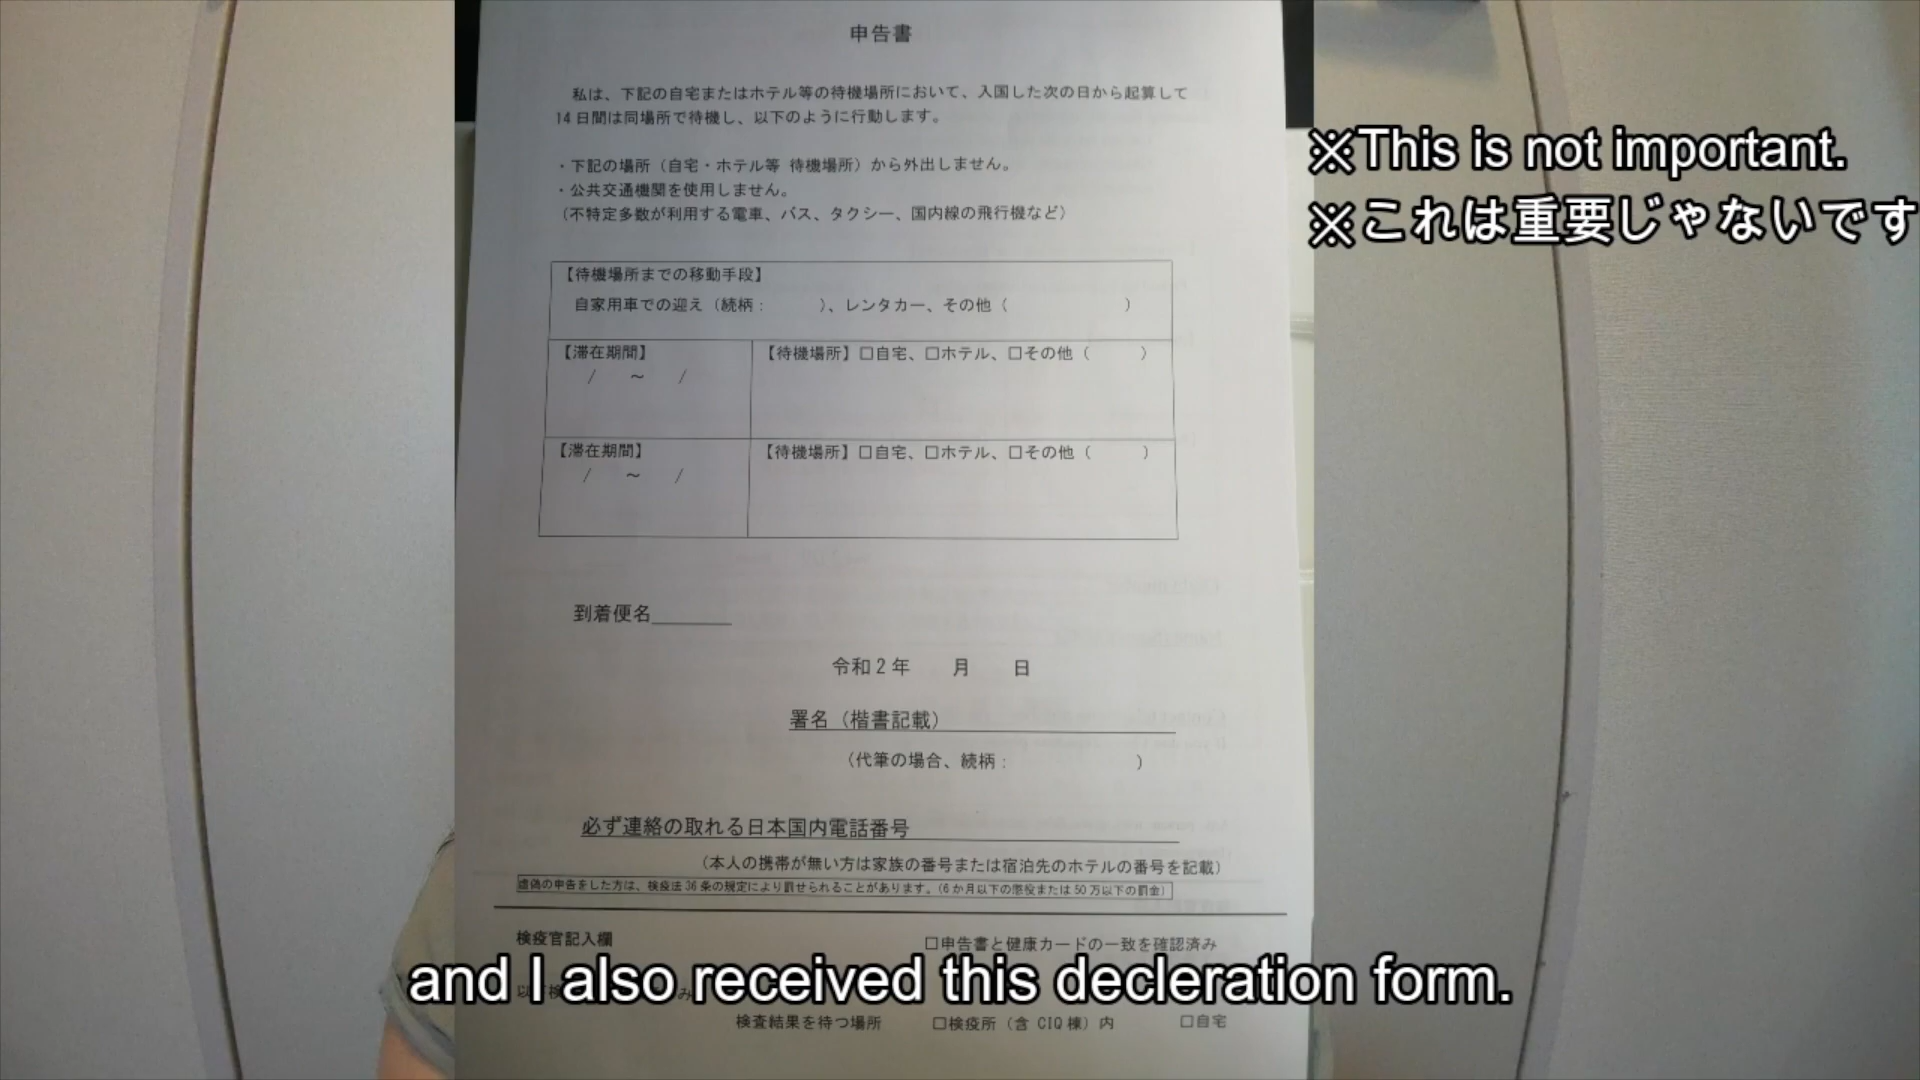 申告書
私は、下記の自宅またはホテル等の待機場所において、入国した次の日から起算して
14日間は同場所で待機し、以下のように行動します。
・下記の場所（自宅・ホテル等 待機場所）から外出しません。
・公共交通機関を使用しません。
（不特定多数が利用する電車、バス、タクシー、国内線の飛行機など）
※This is not important.
※これは重要じゃないです
【待機場所までの移動手段】
自家用車での迎え（続柄： ）、レンタカー、その他（ ）
【滞在期間】 【待機場所】□自宅、□ホテル、□その他（ ）
/ ～ /
【滞在期間】 【待機場所】□自宅、□ホテル、□その他（ ）
/ ～ /
到着便名
令和2年 月 日
署名（楷書記載）
（代筆の場合、続柄： ）
必ず連絡の取れる日本国内電話番号
（本人の携帯が無い方は家族の番号または宿泊先のホテルの番号を記載）
虚偽の申告をした方は、検疫法36条の規定により罰せられることがあります。（6か月以下の懲役または50万以下の罰金）
検疫官記入欄
□申告書と健康カードの一致を確認済み
and I also received this decleration form.
検査結果を待つ場所 □検疫所（含 CIQ棟）内 □自宅